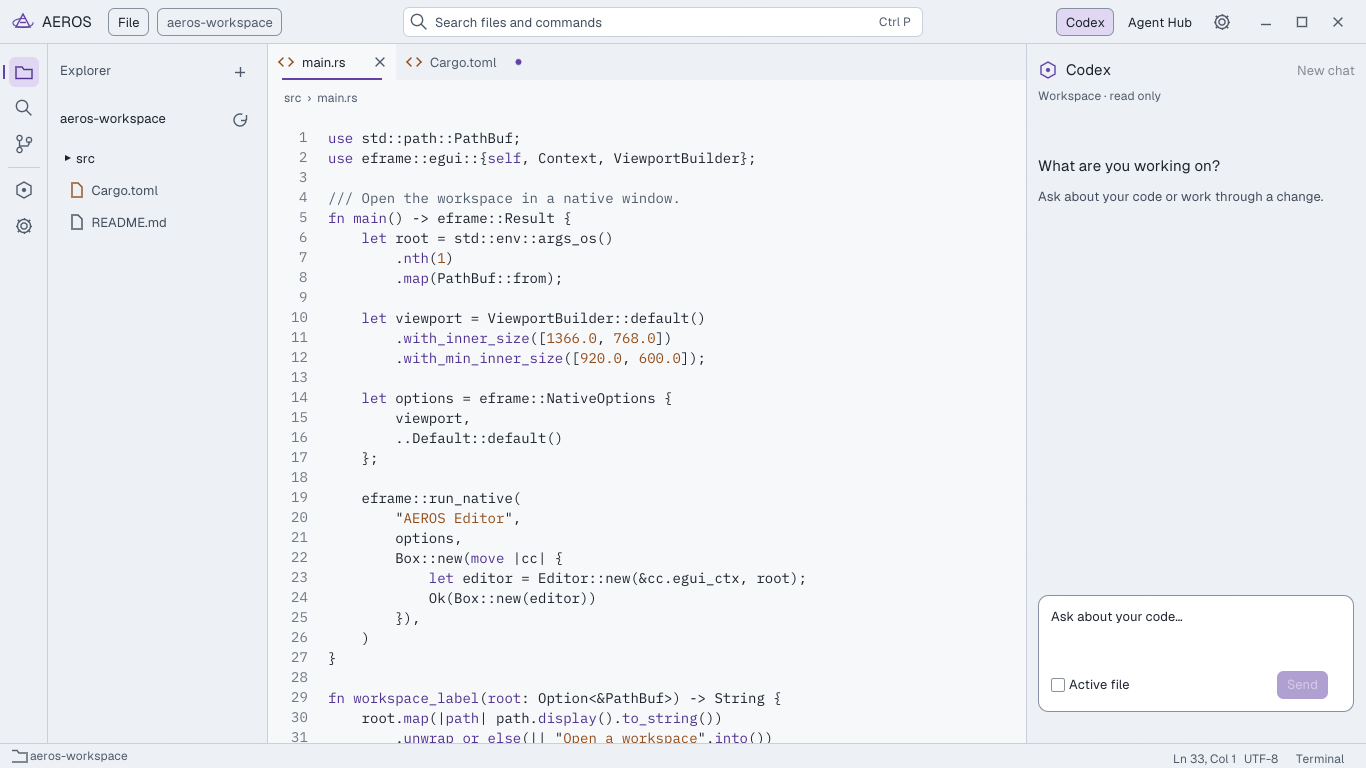 AEROS File aeros-workspace Search files and commands Ctrl P Codex Agent Hub
Explorer
aeros-workspace
src
Cargo.toml
README.md
main.rs Cargo.toml
src › main.rs
1 use std::path::PathBuf;
2 use eframe::egui::{self, Context, ViewportBuilder};
3
4 /// Open the workspace in a native window.
5 fn main() -> eframe::Result {
6     let root = std::env::args_os()
7         .nth(1)
8         .map(PathBuf::from);
9
10     let viewport = ViewportBuilder::default()
11         .with_inner_size([1366.0, 768.0])
12         .with_min_inner_size([920.0, 600.0]);
13
14     let options = eframe::NativeOptions {
15         viewport,
16         ..Default::default()
17     };
18
19     eframe::run_native(
20         "AEROS Editor",
21         options,
22         Box::new(move |cc| {
23             let editor = Editor::new(&cc.egui_ctx, root);
24             Ok(Box::new(editor))
25         }),
26     )
27 }
28
29 fn workspace_label(root: Option<&PathBuf>) -> String {
30     root.map(|path| path.display().to_string())
31         .unwrap_or_else(|| "Open a workspace".into())
Codex New chat
Workspace · read only
What are you working on?
Ask about your code or work through a change.
Ask about your code…
Active file Send
aeros-workspace Ln 33, Col 1 UTF-8 Terminal